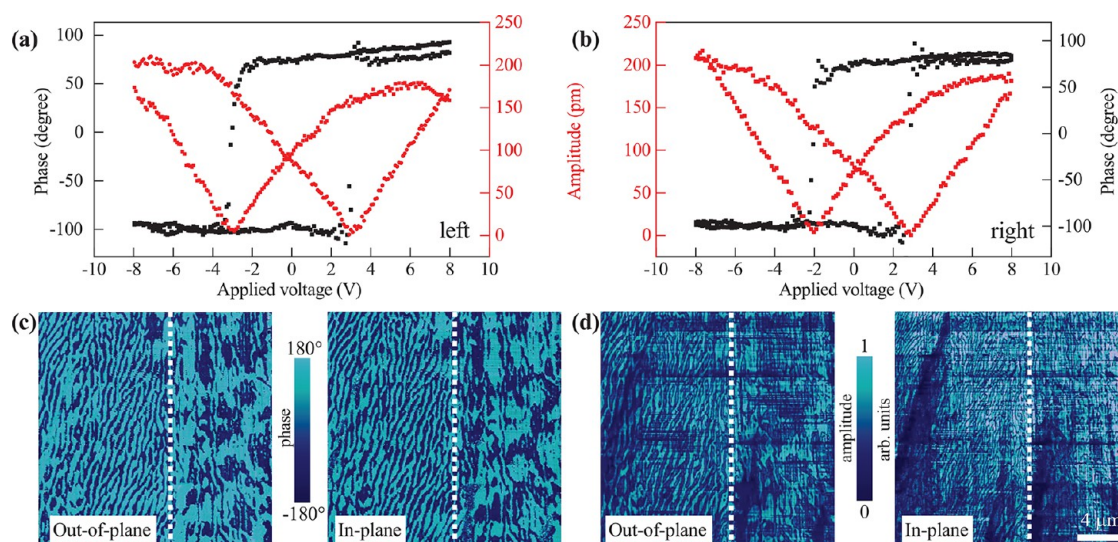 (a)
100
50
0
-50
-100
Phase (degree)
250
200
150
100
50
0
left
-10 -8 -6 -4 -2 0 2 4 6 8 10
Applied voltage (V)
(b)
250
200
150
100
50
0
Amplitude (pm)
100
50
0
-50
-100
Phase (degree)
right
-10 -8 -6 -4 -2 0 2 4 6 8 10
Applied voltage (V)
(c)
Out-of-plane
180°
phase
-180°
In-plane
(d)
Out-of-plane
1
amplitude
arb. units
0
In-plane
4 μm